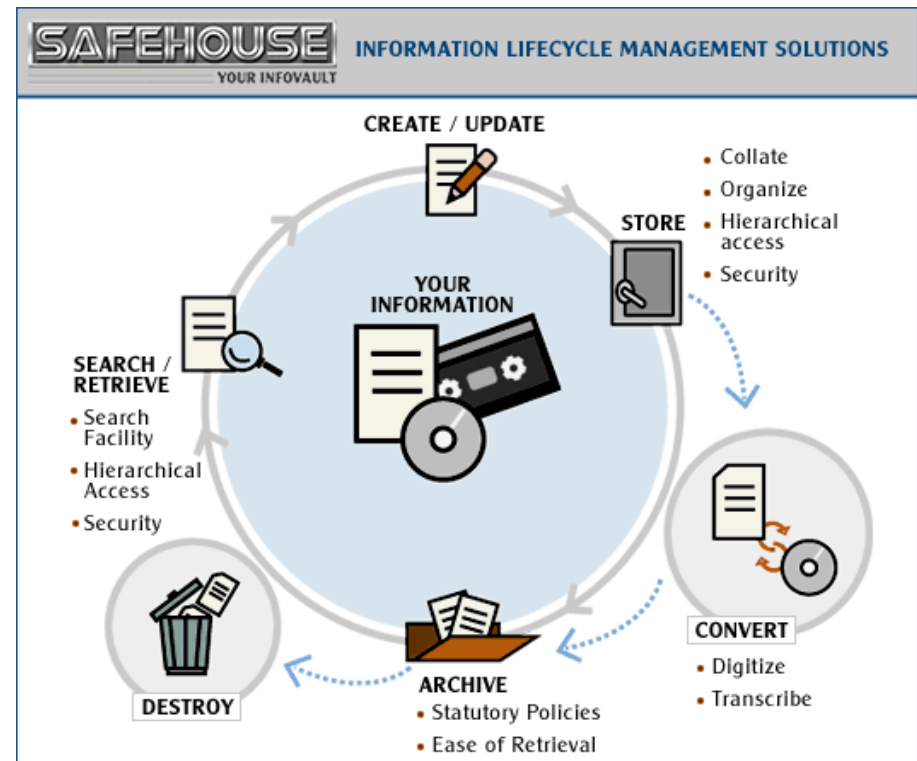 SAFEHOUSE
YOUR INFOVAULT
INFORMATION LIFECYCLE MANAGEMENT SOLUTIONS
CREATE / UPDATE
STORE
• Collate
• Organize
• Hierarchical
access
• Security
YOUR
INFORMATION
SEARCH /
RETRIEVE
• Search
Facility
• Hierarchical
Access
• Security
CONVERT
• Digitize
• Transcribe
ARCHIVE
• Statutory Policies
• Ease of Retrieval
DESTROY